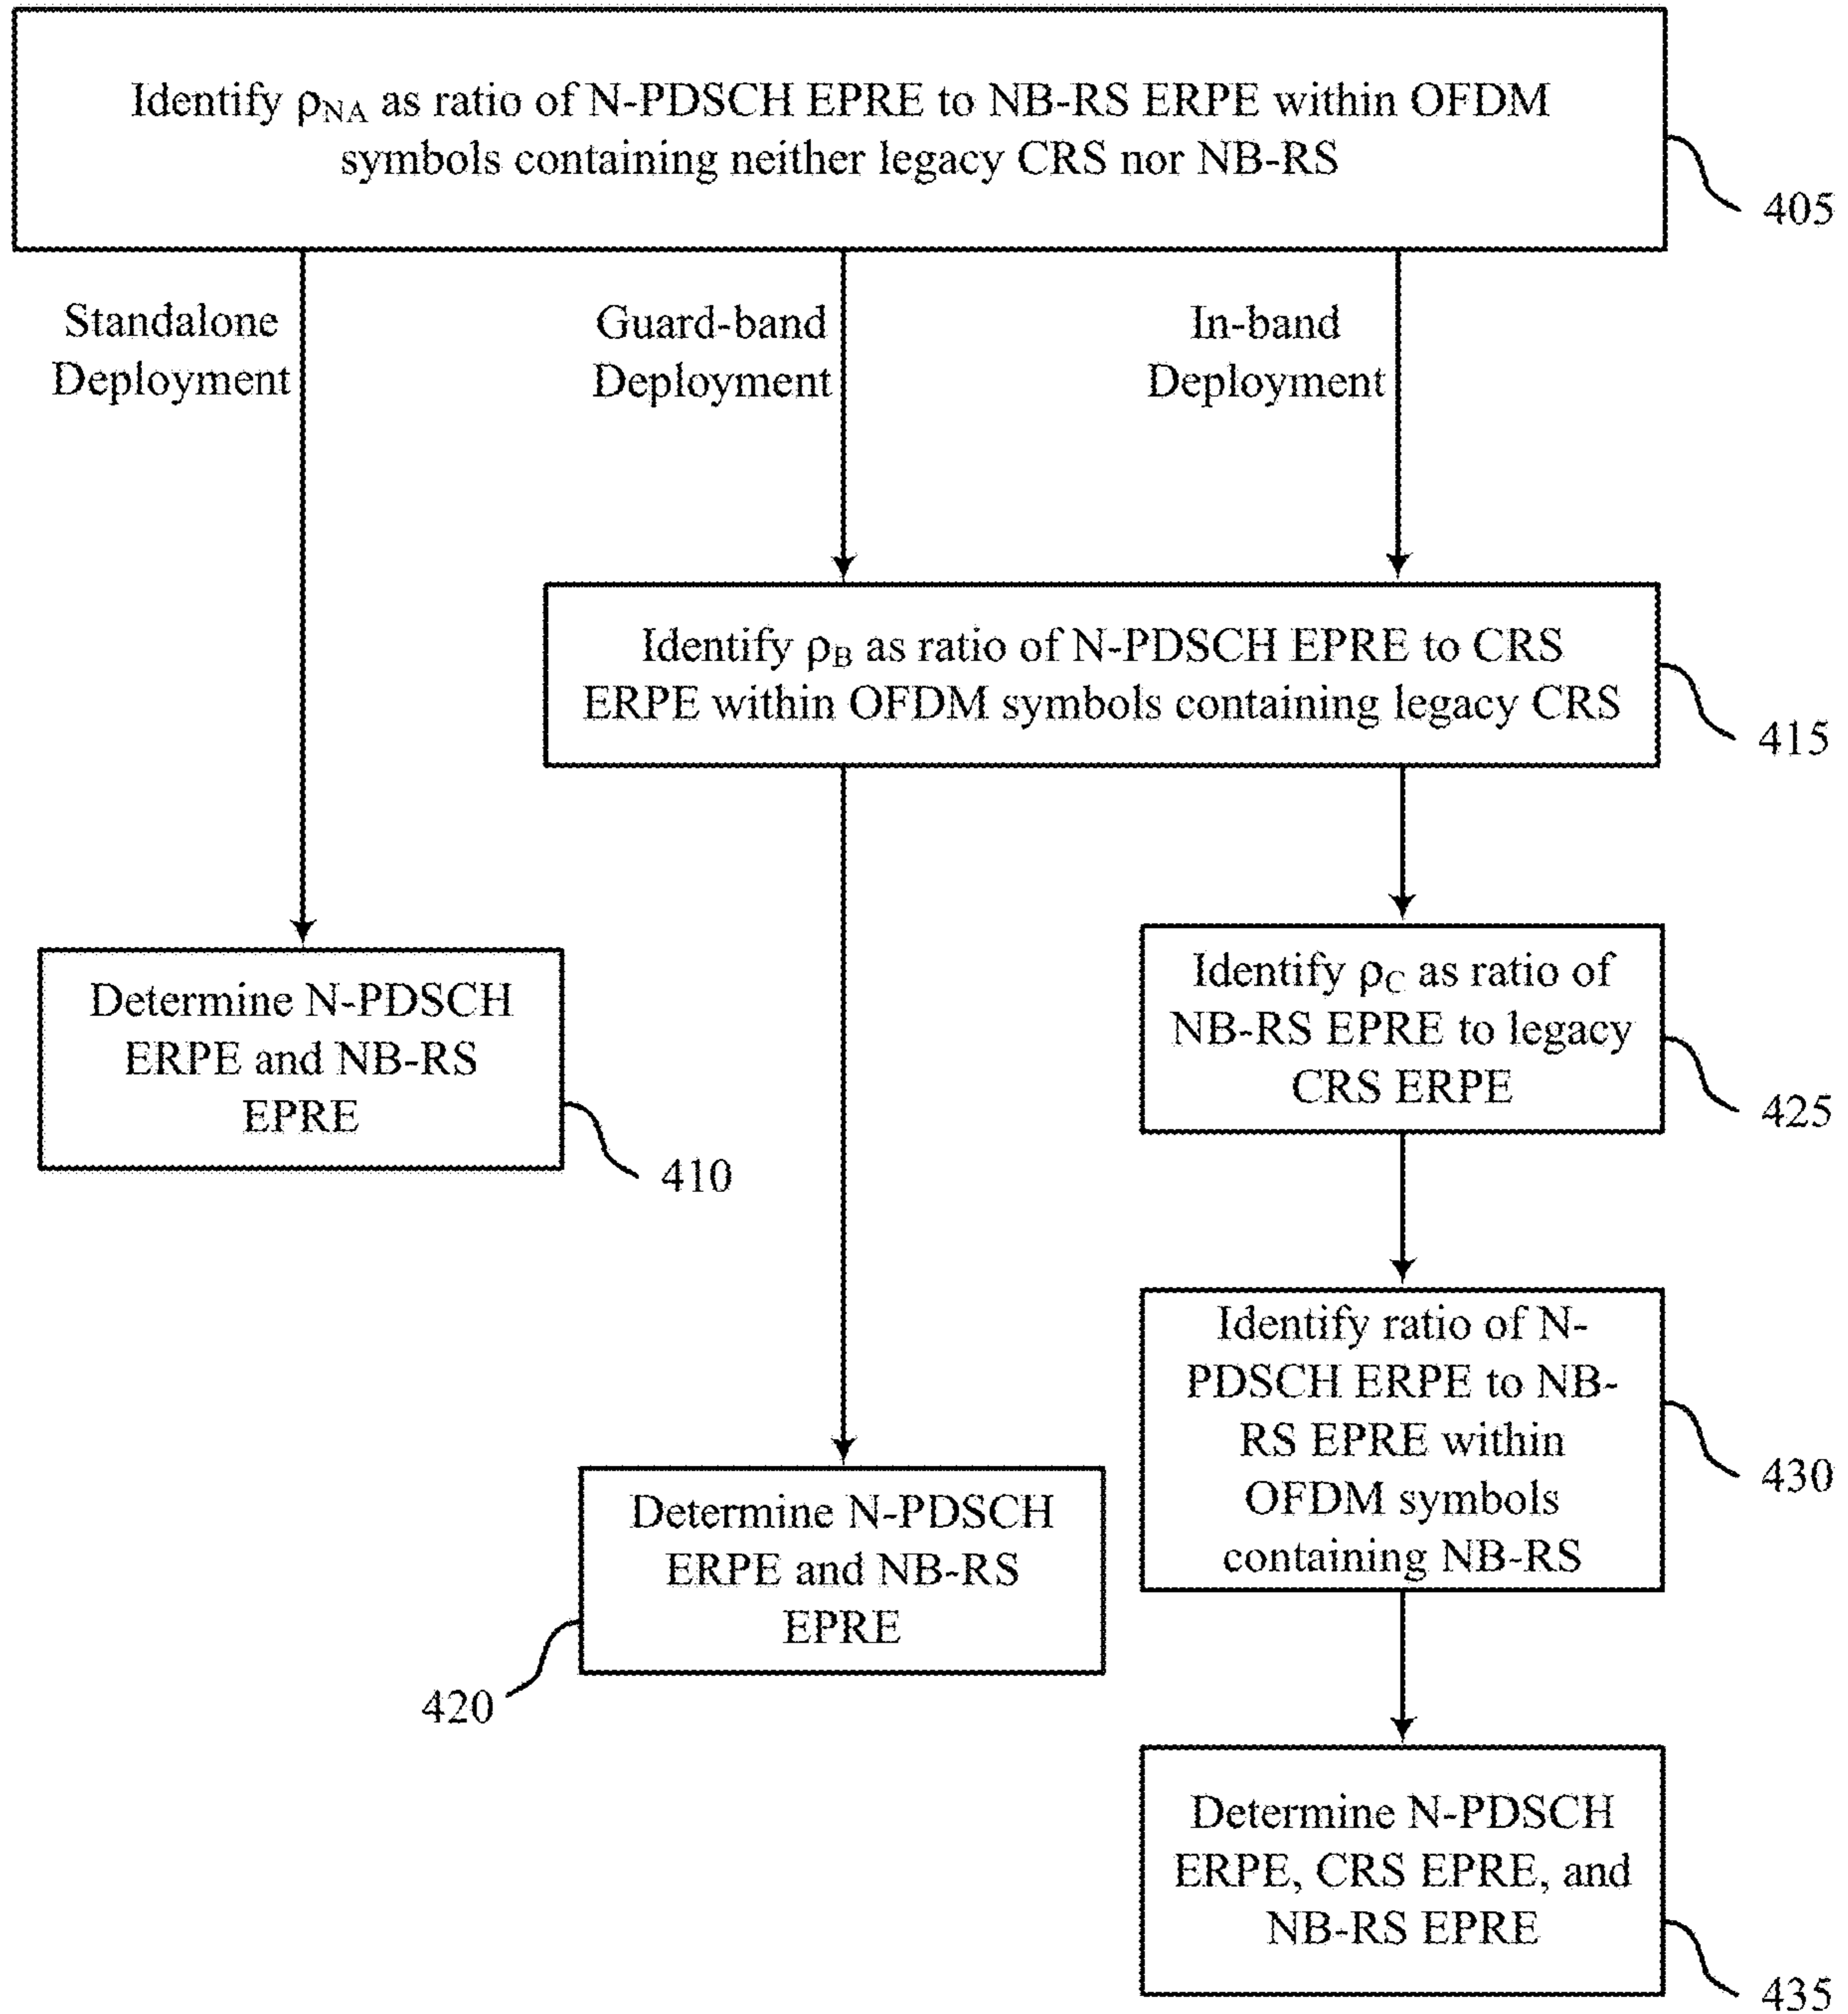 Identify ρNA as ratio of N-PDSCH EPRE to NB-RS ERPE within OFDM
symbols containing neither legacy CRS nor NB-RS
405
Standalone
Deployment
Guard-band
Deployment
In-band
Deployment
Identify ρB as ratio of N-PDSCH EPRE to CRS
ERPE within OFDM symbols containing legacy CRS
415
Determine N-PDSCH
ERPE and NB-RS
EPRE
410
Identify ρC as ratio of
NB-RS EPRE to legacy
CRS ERPE
425
Identify ratio of N-
PDSCH ERPE to NB-
RS EPRE within
OFDM symbols
containing NB-RS
430
Determine N-PDSCH
ERPE and NB-RS
EPRE
420
Determine N-PDSCH
ERPE, CRS EPRE, and
NB-RS EPRE
435